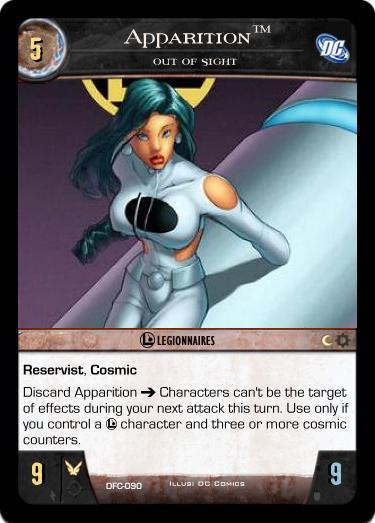 5
Apparition™
OUT OF SIGHT
DC
LEGIONNAIRES
Reservist, Cosmic
Discard Apparition ➔ Characters can't be the target
of effects during your next attack this turn. Use only if
you control a L character and three or more cosmic
counters.
9
DFC-090
ILLUS: DC COMICS
9